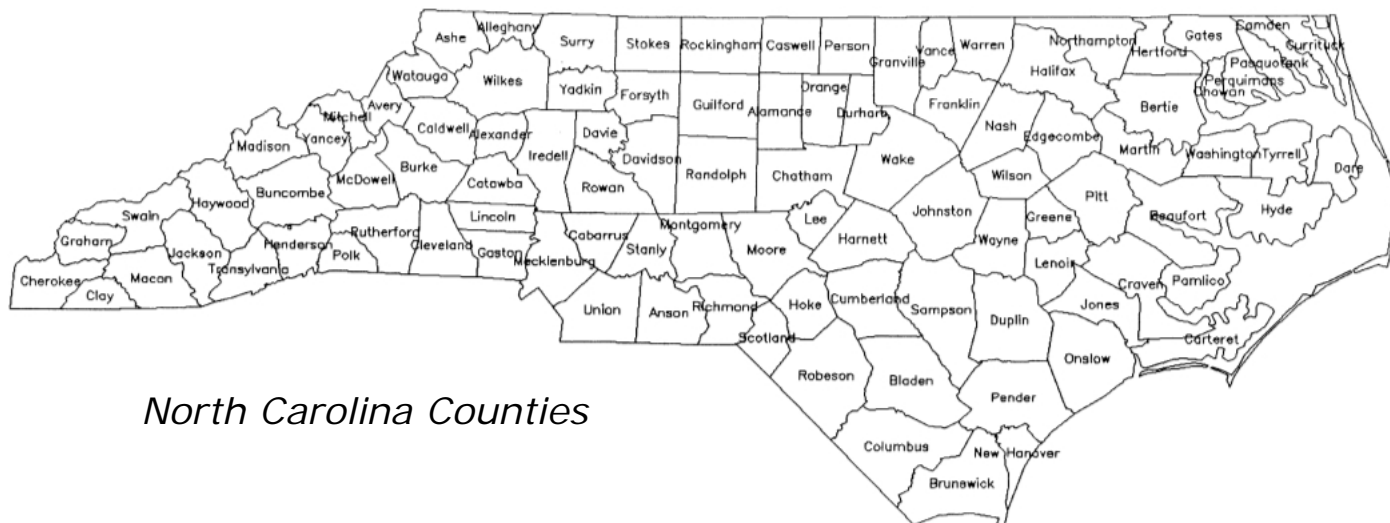 Ashe
Alleghany
Surry
Stokes
Rockingham
Caswell
Person
Granville
Vance
Warren
Northampton
Hertford
Gates
Camden
Currituck
Pasquotank
Perquimans
Chowan
Watauga
Wilkes
Yadkin
Forsyth
Guilford
Alamance
Orange
Durham
Franklin
Halifax
Bertie
Mitchell
Avery
Caldwell
Alexander
Iredell
Davie
Davidson
Randolph
Chatham
Wake
Nash
Edgecombe
Martin
Washington
Tyrrell
Dare
Madison
Yancey
Burke
McDowell
Catawba
Rowan
Wilson
Pitt
Beaufort
Hyde
Buncombe
Haywood
Swain
Lincoln
Rutherford
Cleveland
Gaston
Mecklenburg
Cabarrus
Stanly
Montgomery
Moore
Lee
Harnett
Johnston
Greene
Wayne
Lenoir
Craven
Pamlico
Graham
Jackson
Henderson
Polk
Transylvania
Cherokee
Macon
Clay
Union
Anson
Richmond
Hoke
Cumberland
Sampson
Duplin
Jones
Carteret
Scotland
Robeson
Bladen
Onslow
Pender
North Carolina Counties
Columbus
New Hanover
Brunswick